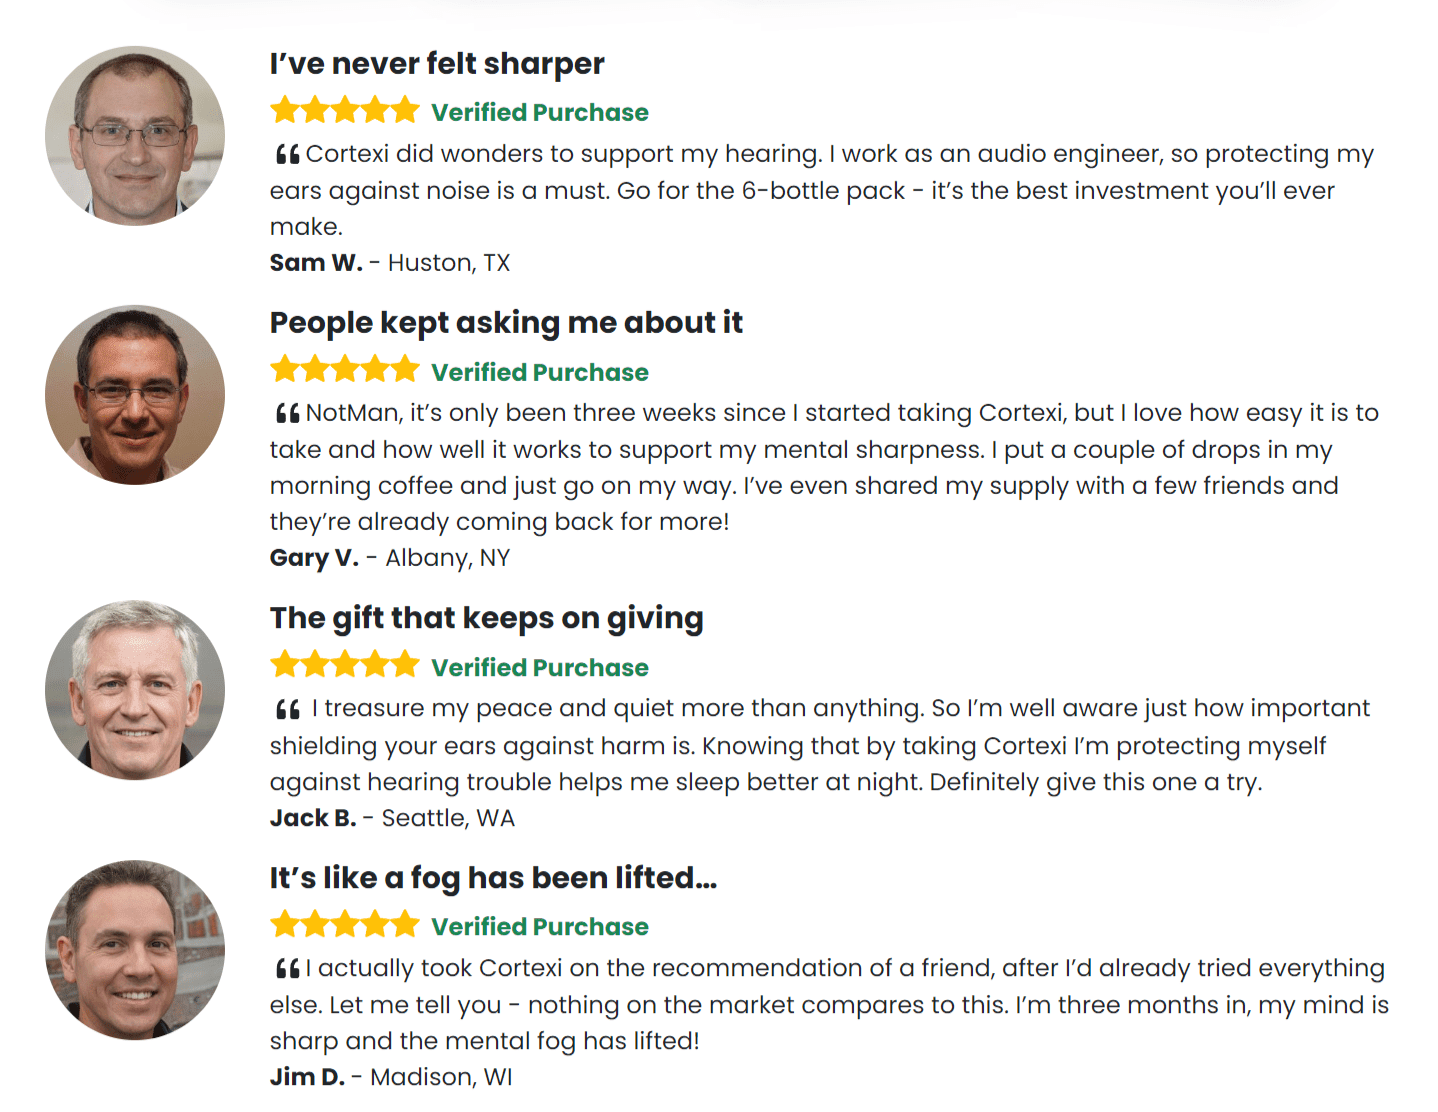 I’ve never felt sharper
Verified Purchase
“Cortexi did wonders to support my hearing. I work as an audio engineer, so protecting my
ears against noise is a must. Go for the 6-bottle pack - it’s the best investment you’ll ever
make.
Sam W. - Huston, TX
People kept asking me about it
Verified Purchase
“NotMan, it’s only been three weeks since I started taking Cortexi, but I love how easy it is to
take and how well it works to support my mental sharpness. I put a couple of drops in my
morning coffee and just go on my way. I’ve even shared my supply with a few friends and
they’re already coming back for more!
Gary V. - Albany, NY
The gift that keeps on giving
Verified Purchase
“ I treasure my peace and quiet more than anything. So I’m well aware just how important
shielding your ears against harm is. Knowing that by taking Cortexi I’m protecting myself
against hearing trouble helps me sleep better at night. Definitely give this one a try.
Jack B. - Seattle, WA
It’s like a fog has been lifted…
Verified Purchase
“I actually took Cortexi on the recommendation of a friend, after I’d already tried everything
else. Let me tell you - nothing on the market compares to this. I’m three months in, my mind is
sharp and the mental fog has lifted!
Jim D. - Madison, WI